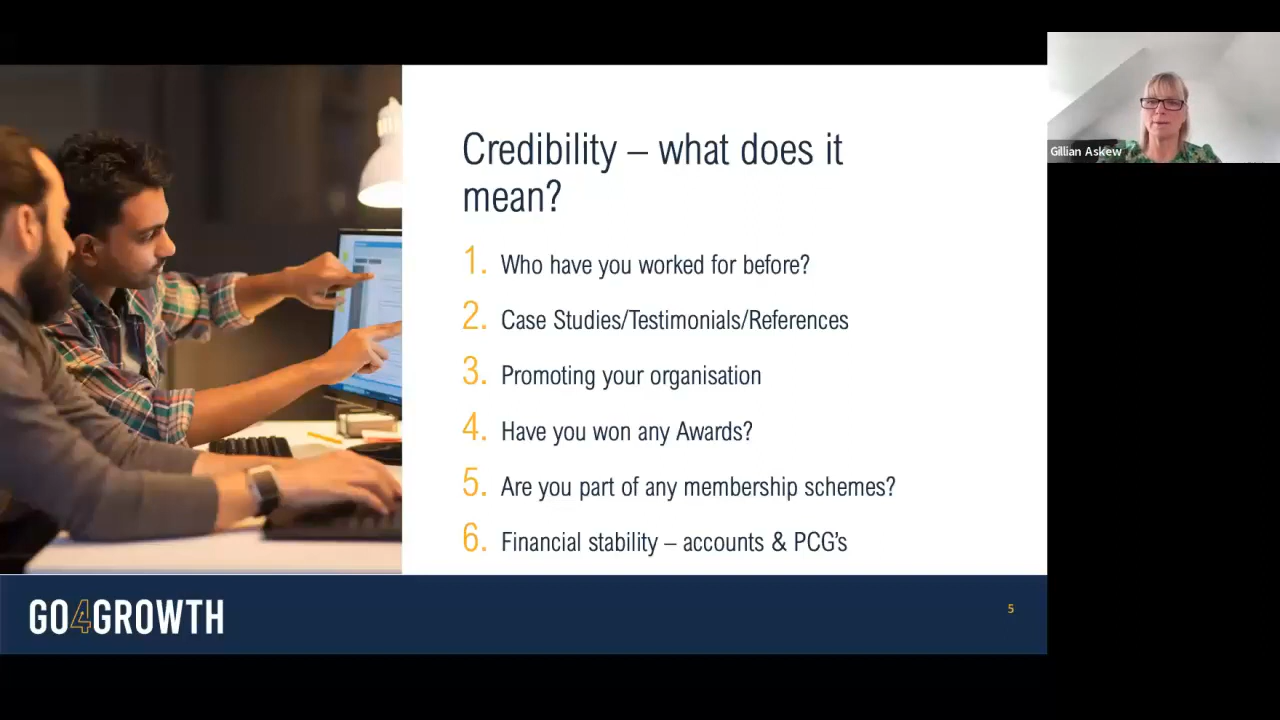 Credibility – what does it
mean?
1. Who have you worked for before?
2. Case Studies/Testimonials/References
3. Promoting your organisation
4. Have you won any Awards?
5. Are you part of any membership schemes?
6. Financial stability – accounts & PCG's
GO4GROWTH
5
Gillian Askew